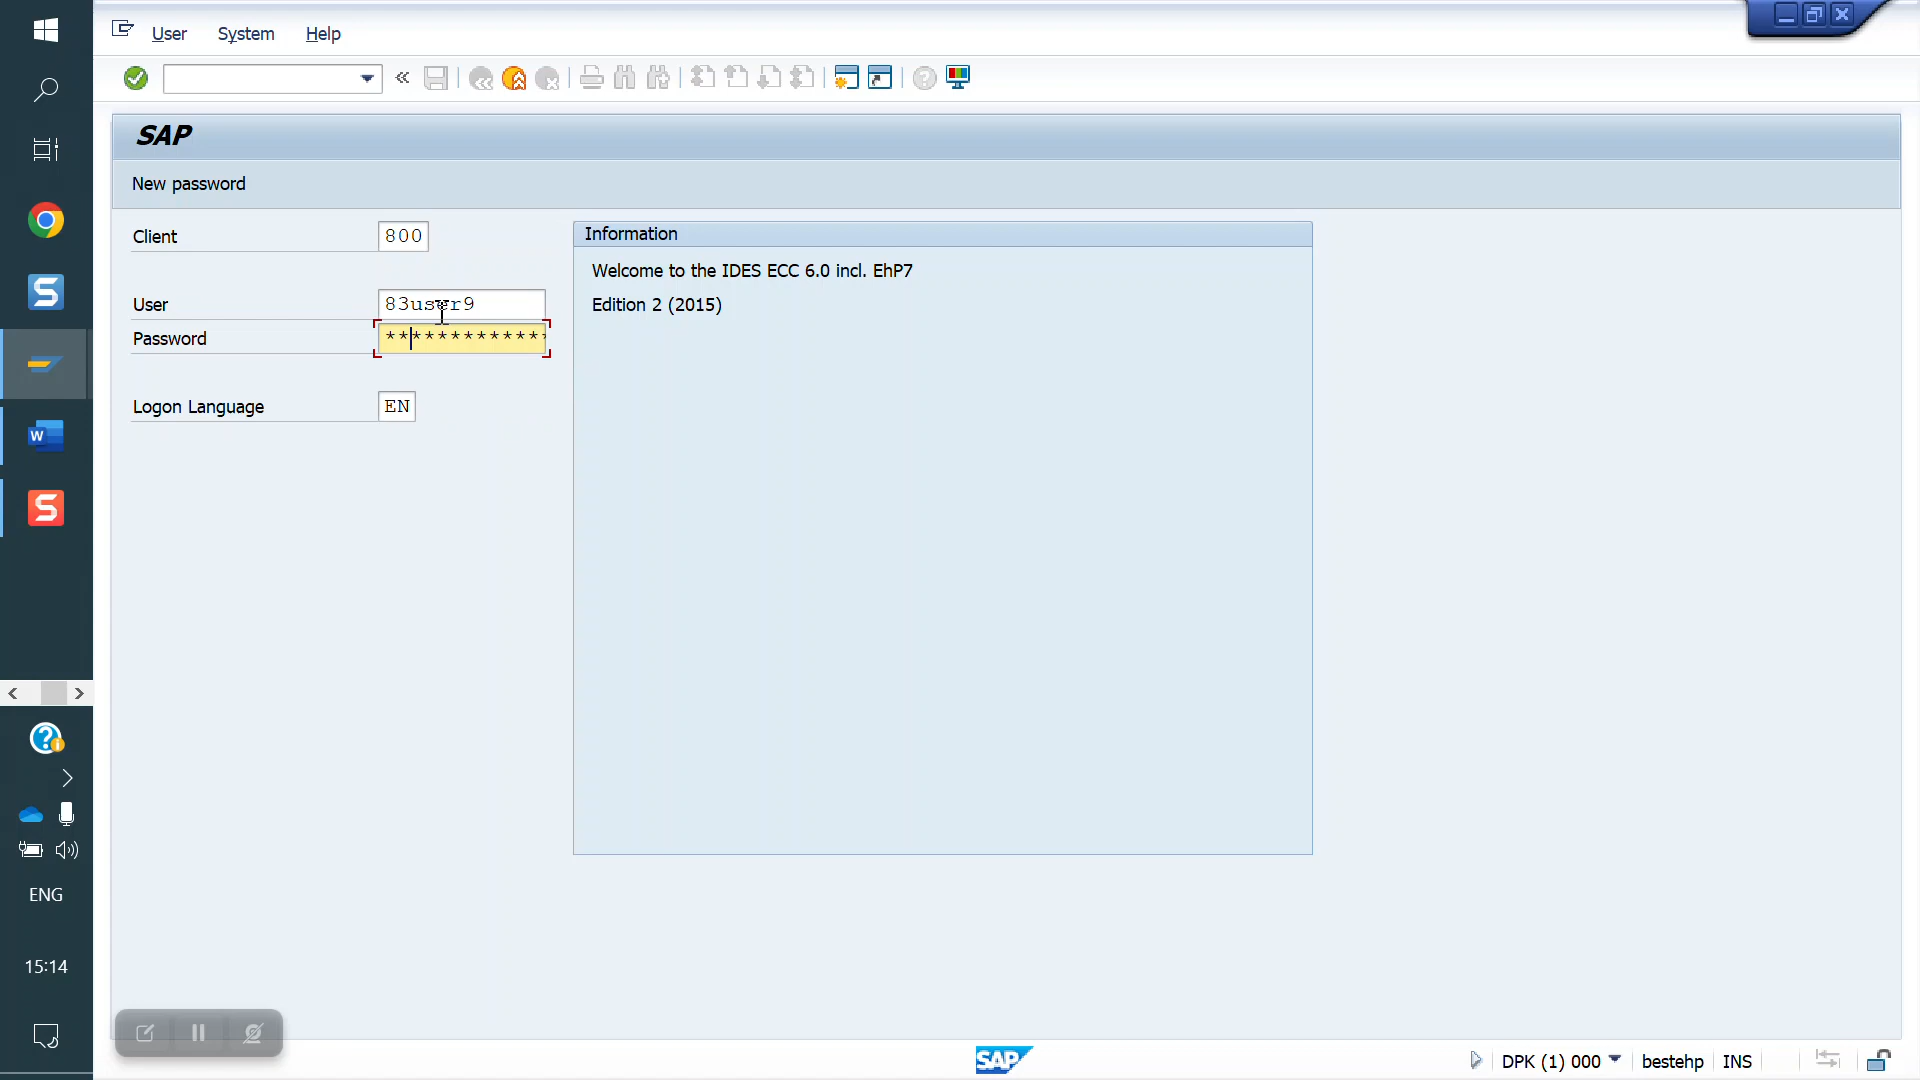 User System Help
SAP
New password
Client 800
Information
Welcome to the IDES ECC 6.0 incl. EhP7
User 83user9
Edition 2 (2015)
Password *************
Logon Language EN
W
S
S
ENG
15:14
SAP
DPK (1) 000 bestehp INS